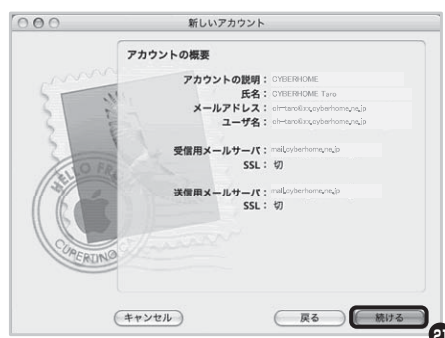 新しいアカウント
アカウントの概要
アカウントの説明： CYBERHOME
氏名： CYBERHOME Taro
メールアドレス： ch-taro@xx.cyberhome.ne.jp
ユーザ名： ch-taro@xx.cyberhome.ne.jp
受信用メールサーバ： mail.cyberhome.ne.jp
SSL： 切
送信用メールサーバ： mail.cyberhome.ne.jp
SSL： 切
HELLO FR
CUPERTINO
キャンセル
戻る
続ける